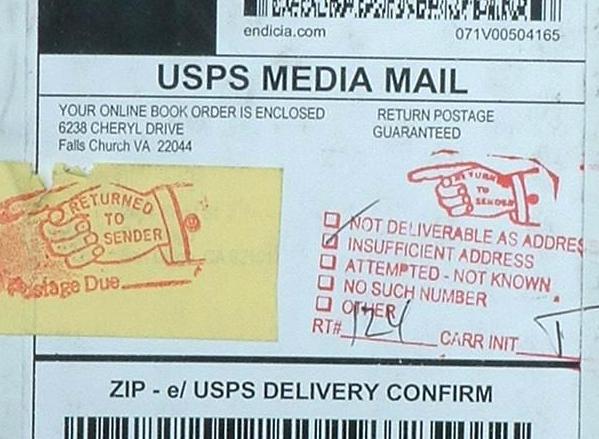 endicia.com 071V00504165
USPS MEDIA MAIL
YOUR ONLINE BOOK ORDER IS ENCLOSED
6238 CHERYL DRIVE
Falls Church VA 22044
RETURN POSTAGE
GUARANTEED
RETURNED
TO
SENDER
Postage Due
RETURN
TO
SENDER
NOT DELIVERABLE AS ADDRES
INSUFFICIENT ADDRESS
ATTEMPTED - NOT KNOWN
NO SUCH NUMBER
OTHER
RT# 124 CARR INIT
ZIP - e/ USPS DELIVERY CONFIRM